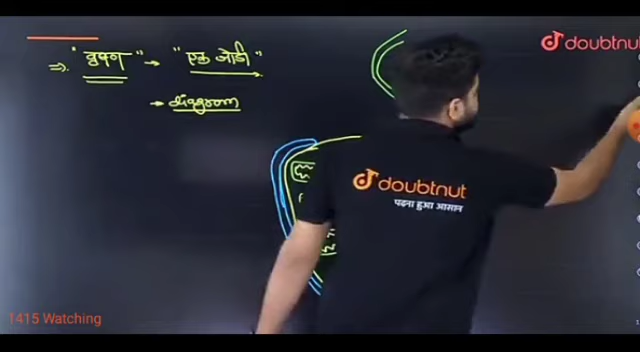 doubtnut
⇒ "वृषण" → "एक जोडी"
→ diagram
doubtnut
पढ़ना हुआ आसान
1415 Watching